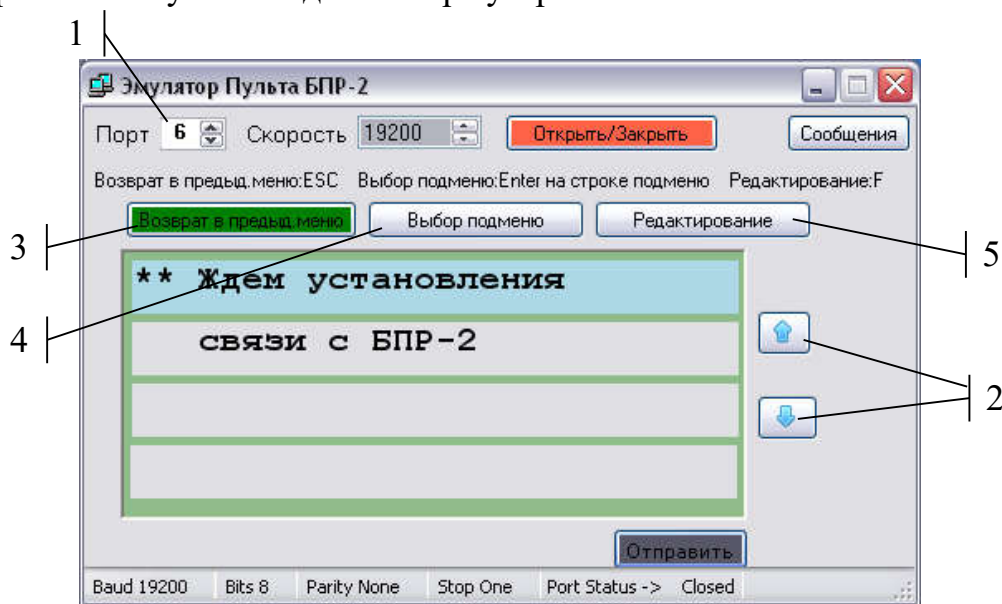 1
Эмулятор Пульта БПР-2
Порт 6 Скорость 19200 Открыть/Закрыть Сообщения
Возврат в предыд.меню:ESC Выбор подменю:Enter на строке подменю Редактирование:F
Возврат в предыд.меню Выбор подменю Редактирование
3
5
** Ждем установления
4
связи с БПР-2
2
Отправить
Baud 19200 Bits 8 Parity None Stop One Port Status -> Closed